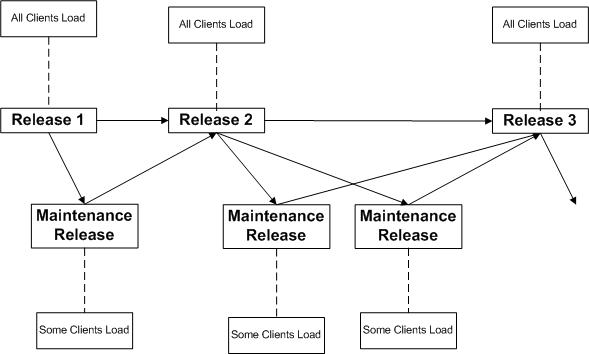 All Clients Load
All Clients Load
All Clients Load
Release 1
Release 2
Release 3
Maintenance
Release
Maintenance
Release
Maintenance
Release
Some Clients Load
Some Clients Load
Some Clients Load